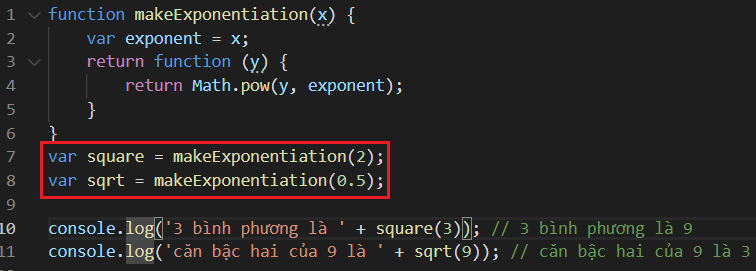 1 function makeExponentiation(x) {
2 var exponent = x;
3 return function (y) {
4 return Math.pow(y, exponent);
5 }
6 }
7 var square = makeExponentiation(2);
8 var sqrt = makeExponentiation(0.5);
9
10 console.log('3 bình phương là ' + square(3)); // 3 bình phương là 9
11 console.log('căn bậc hai của 9 là ' + sqrt(9)); // căn bậc hai của 9 là 3